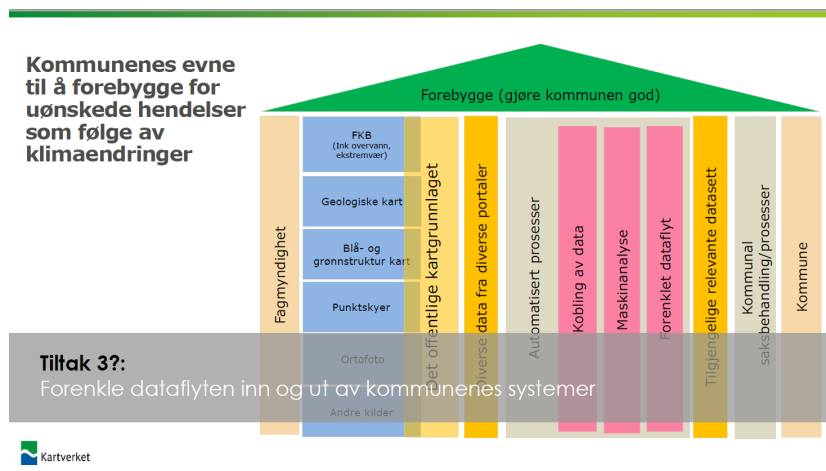 Kommunenes evne
til å forebygge for
uønskede hendelser
som følge av
klimaendringer
Forebygge (gjøre kommunen god)
Fagmyndighet
FKB
(Ink overvann,
ekstremvær)
Geologiske kart
Blå- og
grønnstruktur kart
Punktskyer
Ortofoto
Andre kilder
Det offentlige kartgrunnlaget
Diverse data fra diverse portaler
Automatisert prosesser
Kobling av data
Maskinanalyse
Forenklet dataflyt
Tilgjengelige relevante datasett
Kommunal
saksbehandling/prosesser
Kommune
Tiltak 3?:
Forenkle dataflyten inn og ut av kommunenes systemer
Kartverket